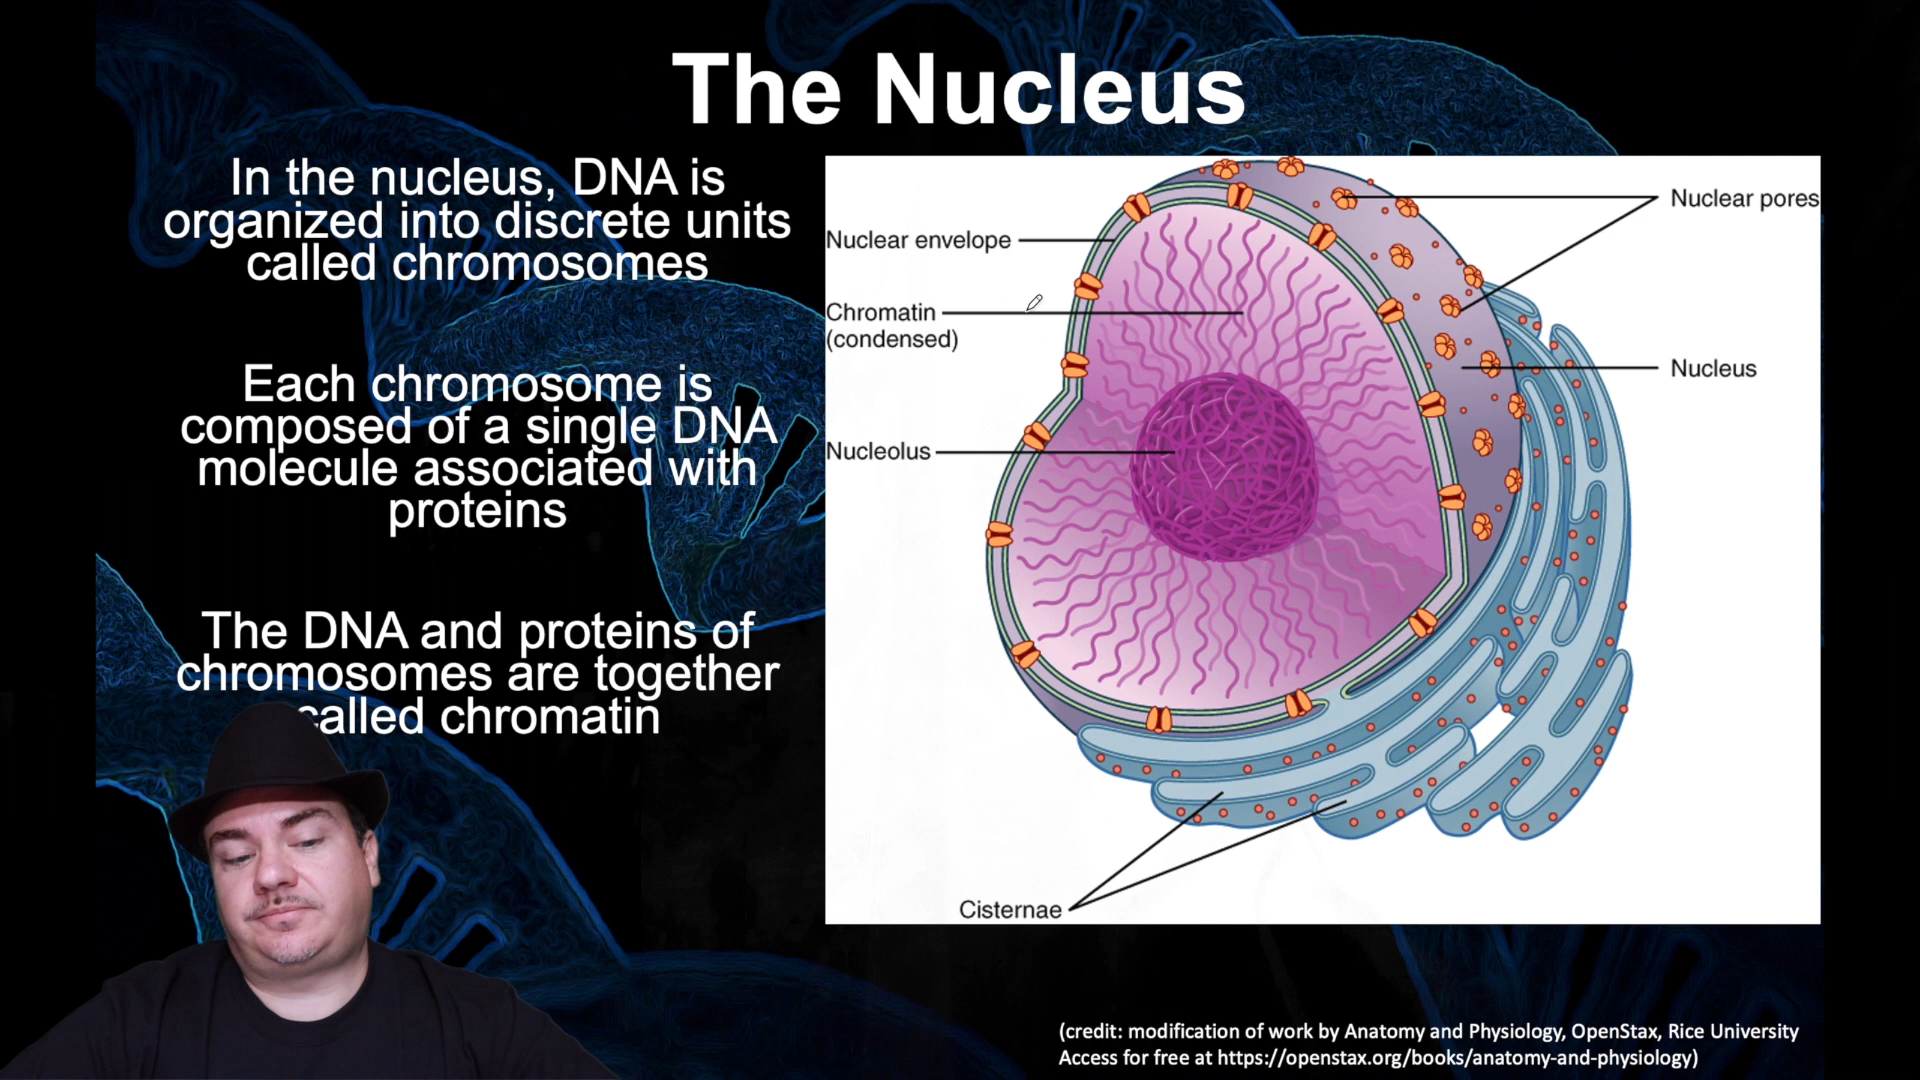 The Nucleus
In the nucleus, DNA is
organized into discrete units
called chromosomes
Each chromosome is
composed of a single DNA
molecule associated with
proteins
The DNA and proteins of
chromosomes are together
called chromatin
Nuclear envelope
Chromatin
(condensed)
Nucleolus
Nuclear pores
Nucleus
Cisternae
(credit: modification of work by Anatomy and Physiology, OpenStax, Rice University
Access for free at https://openstax.org/books/anatomy-and-physiology)